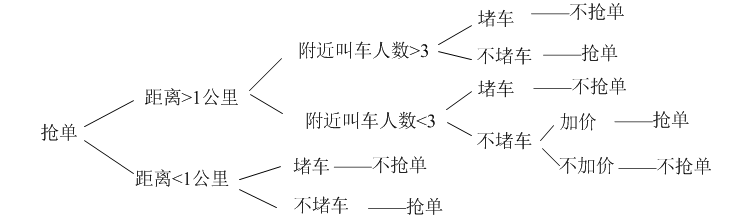 堵车 不抢单
附近叫车人数>3
不堵车 抢单
距离>1公里
堵车 不抢单
附近叫车人数<3
加价 抢单
抢单
不堵车
不加价 不抢单
堵车 不抢单
距离<1公里
不堵车 抢单